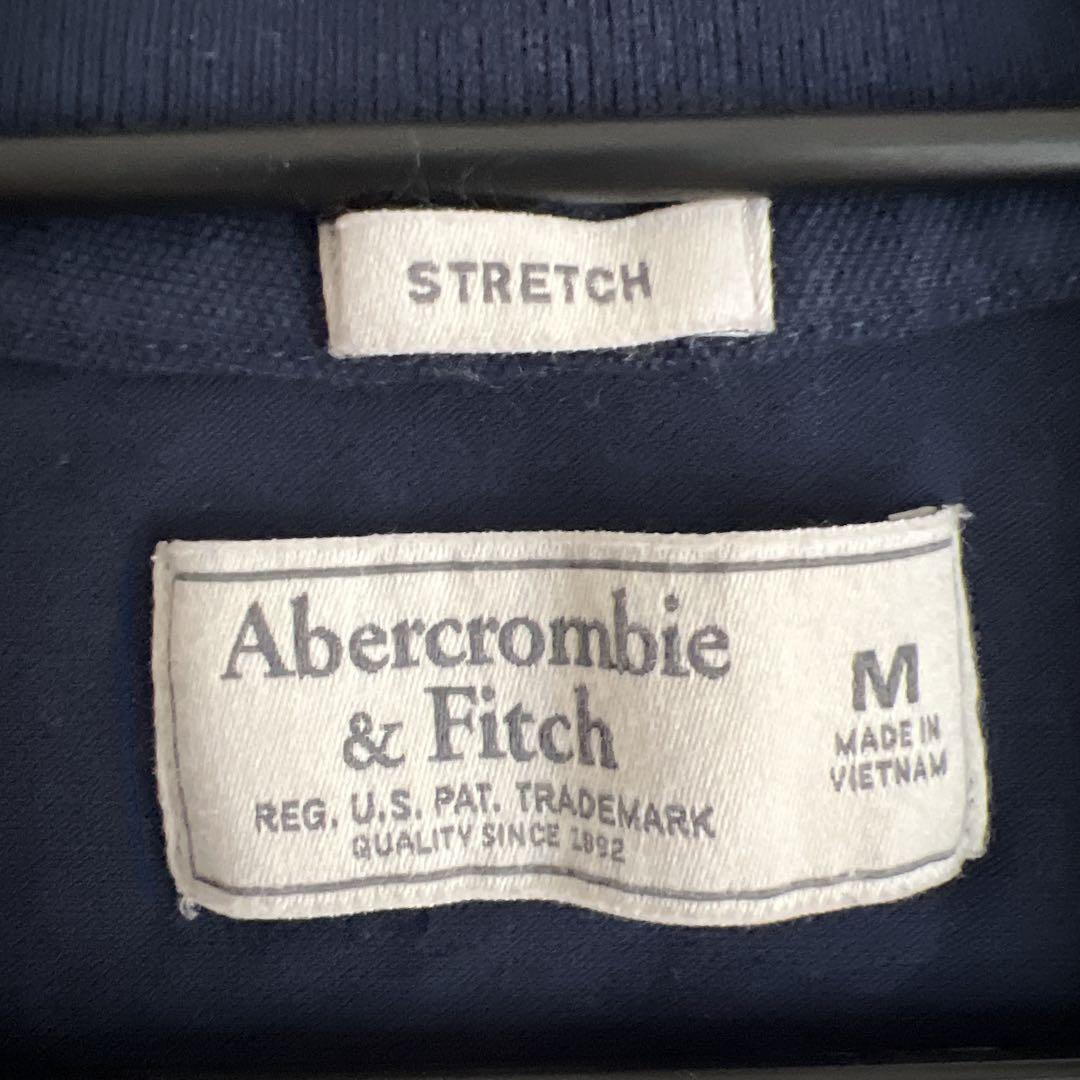 STRETCH
Abercrombie
& Fitch
REG. U.S. PAT. TRADEMARK
QUALITY SINCE 1892
M
MADE IN
VIETNAM